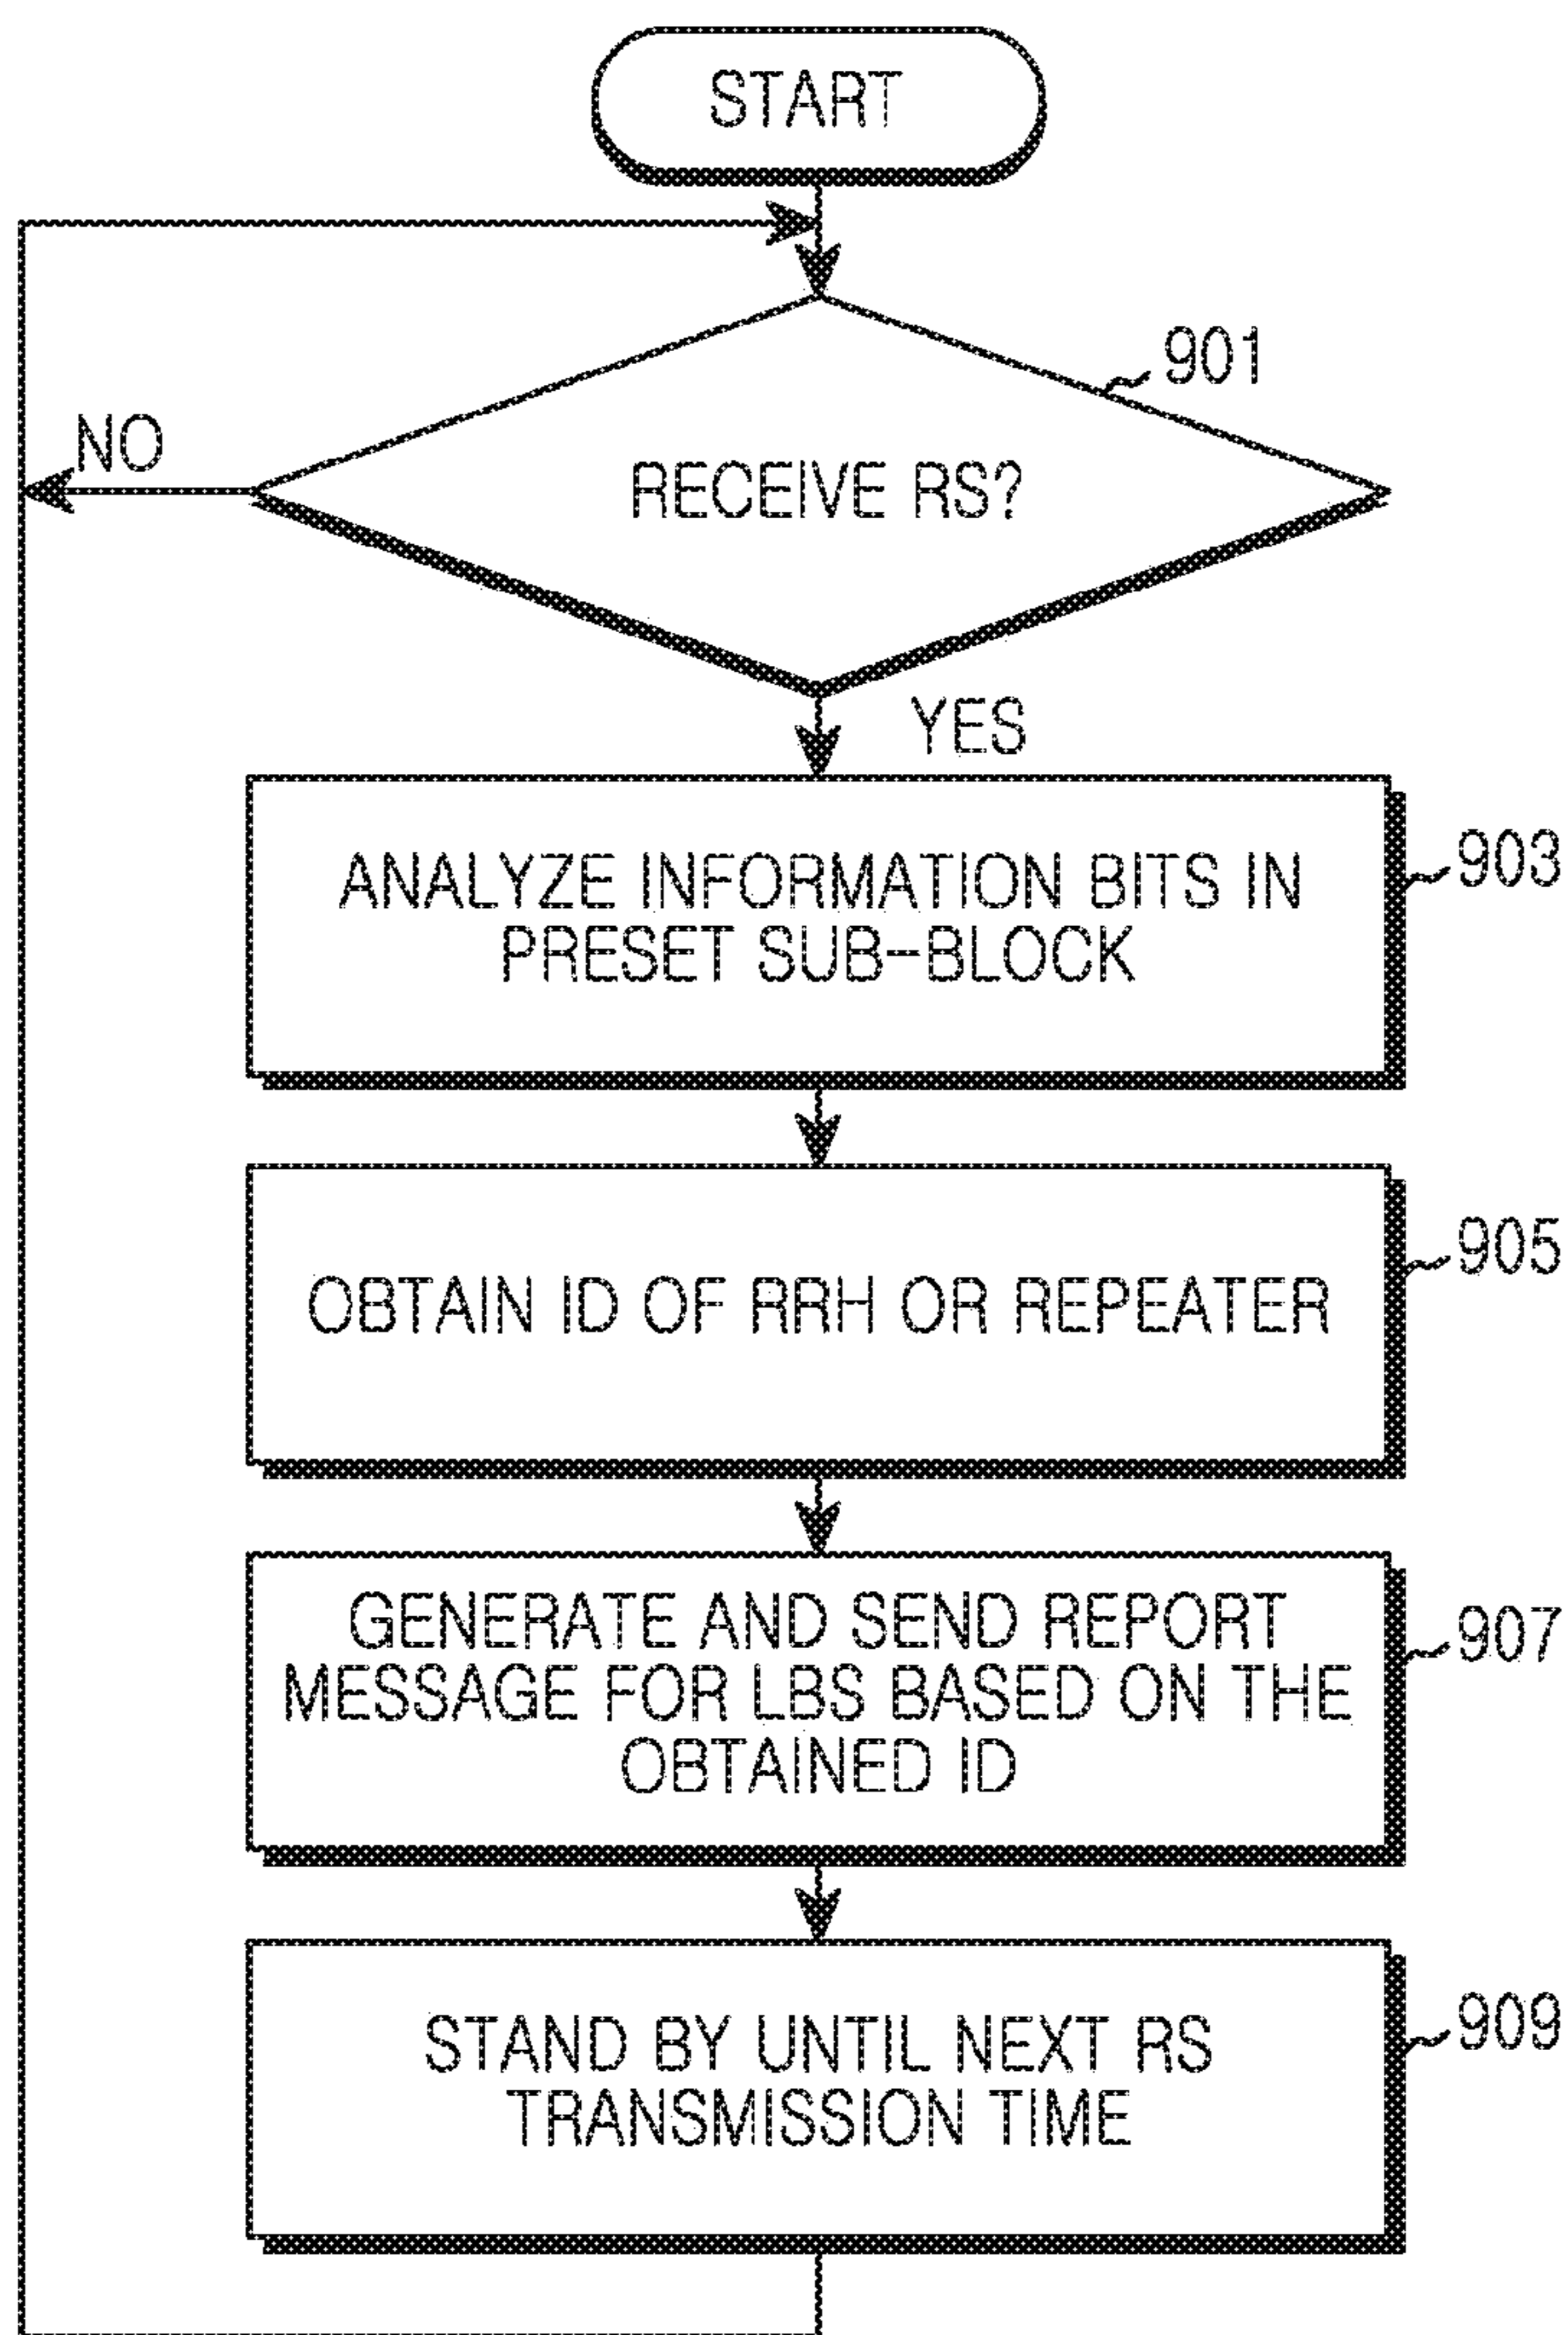 START
901
NO
RECEIVE RS?
YES
903
ANALYZE INFORMATION BITS IN
PRESET SUB-BLOCK
905
OBTAIN ID OF RRH OR REPEATER
GENERATE AND SEND REPORT
907
MESSAGE FOR LBS BASED ON THE
OBTAINED ID
909
STAND BY UNTIL NEXT RS
TRANSMISSION TIME